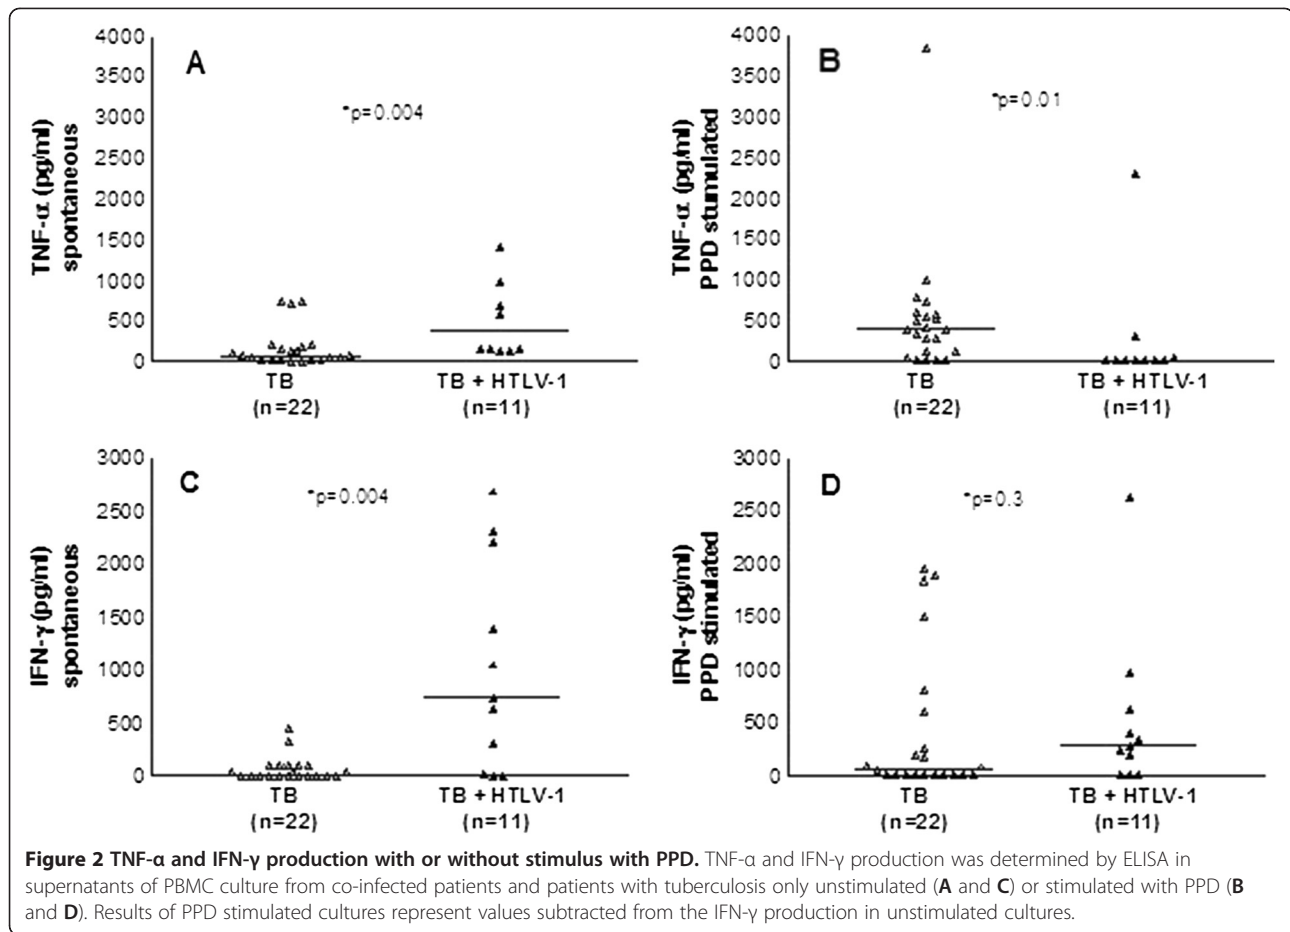 A
*p=0.004
TNF-α (pg/ml)
spontaneous
4000
3500
3000
2500
2000
1500
1000
500
0
TB
(n=22)
TB + HTLV-1
(n=11)
B
*p=0.01
TNF-α (pg/ml)
PPD stumulated
4000
3500
3000
2500
2000
1500
1000
500
0
TB
(n=22)
TB + HTLV-1
(n=11)
C
*p=0.004
IFN-γ (pg/ml)
spontaneous
3000
2500
2000
1500
1000
500
0
TB
(n=22)
TB + HTLV-1
(n=11)
D
*p=0.3
IFN-γ (pg/ml)
PPD stimulated
3000
2500
2000
1500
1000
500
0
TB
(n=22)
TB + HTLV-1
(n=11)
Figure 2 TNF-α and IFN-γ production with or without stimulus with PPD. TNF-α and IFN-γ production was determined by ELISA in
supernatants of PBMC culture from co-infected patients and patients with tuberculosis only unstimulated (A and C) or stimulated with PPD (B
and D). Results of PPD stimulated cultures represent values subtracted from the IFN-γ production in unstimulated cultures.